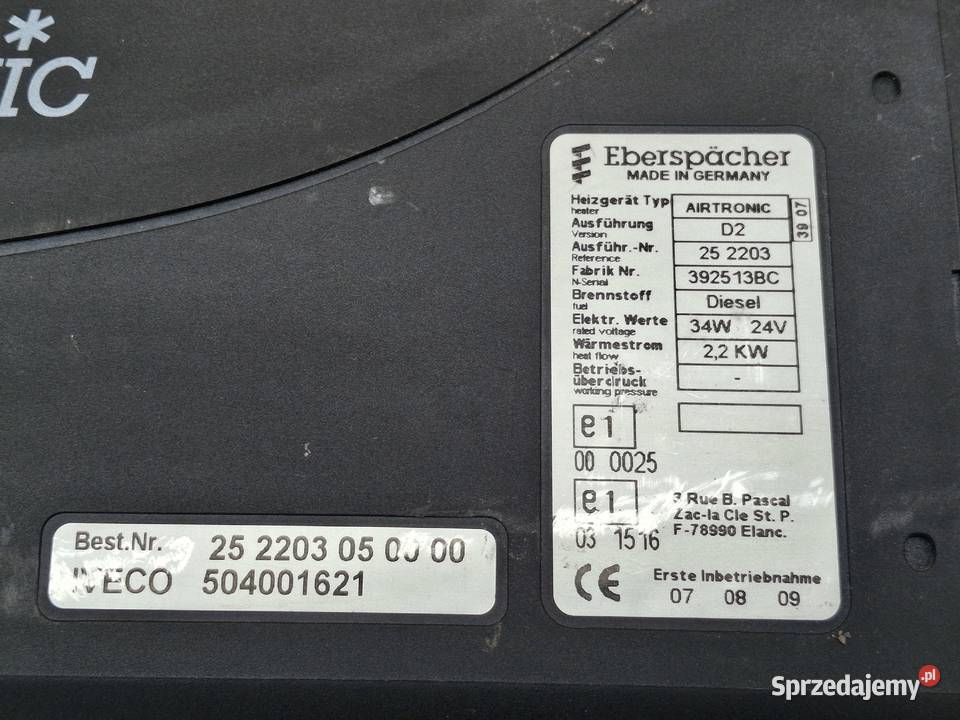 IC
Eberspächer
MADE IN GERMANY
Heizgerät Typ AIRTRONIC
heater
39 07
Ausführung D2
Version
Ausführ.-Nr. 25 2203
Reference
Fabrik Nr. 392513BC
N-Serial
Brennstoff Diesel
fuel
Elektr. Werte 34W 24V
rated voltage
Wärmestrom 2,2 KW
heat flow
Betriebs-
überdruck -
working pressure
e1
00 0025
e1
03 1516
3 Rue B. Pascal
Zac-la Cle St. P.
F-78990 Elanc.
CE
Erste Inbetriebnahme
07 08 09
Best.Nr. 25 2203 05 00 00
IVECO 504001621
Sprzedajemy.pl